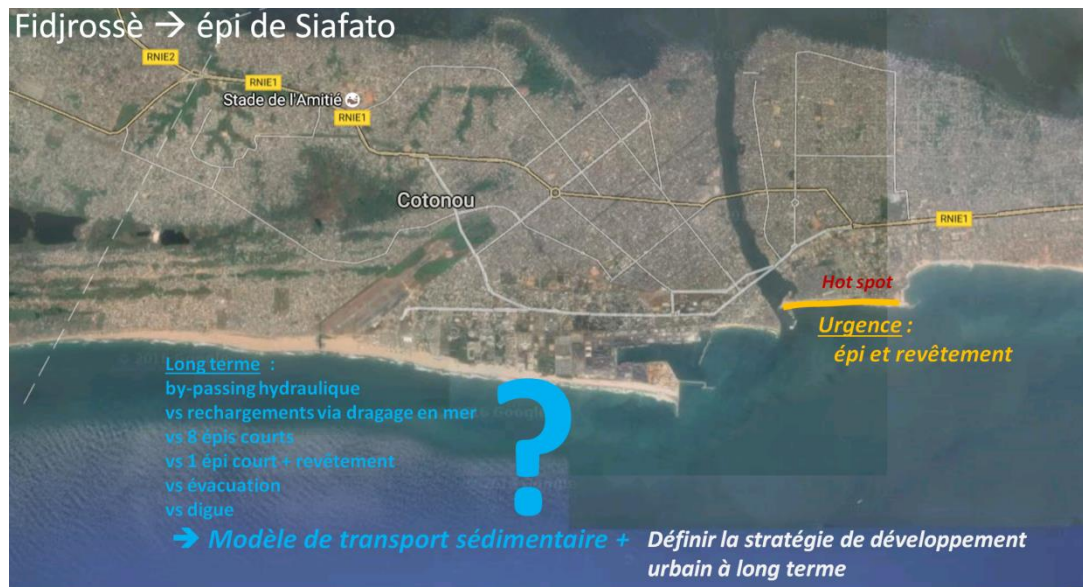 Fidjrossè → épi de Siafato
RNIE2
RNIE1
Stade de l'Amitié
RNIE1
Cotonou
RNIE1
Hot spot
Urgence :
épi et revêtement
Long terme :
by-passing hydraulique
vs rechargements via dragage en mer
vs 8 épis courts
vs 1 épi court + revêtement
vs évacuation
vs digue
?
→ Modèle de transport sédimentaire + Définir la stratégie de développement
urbain à long terme